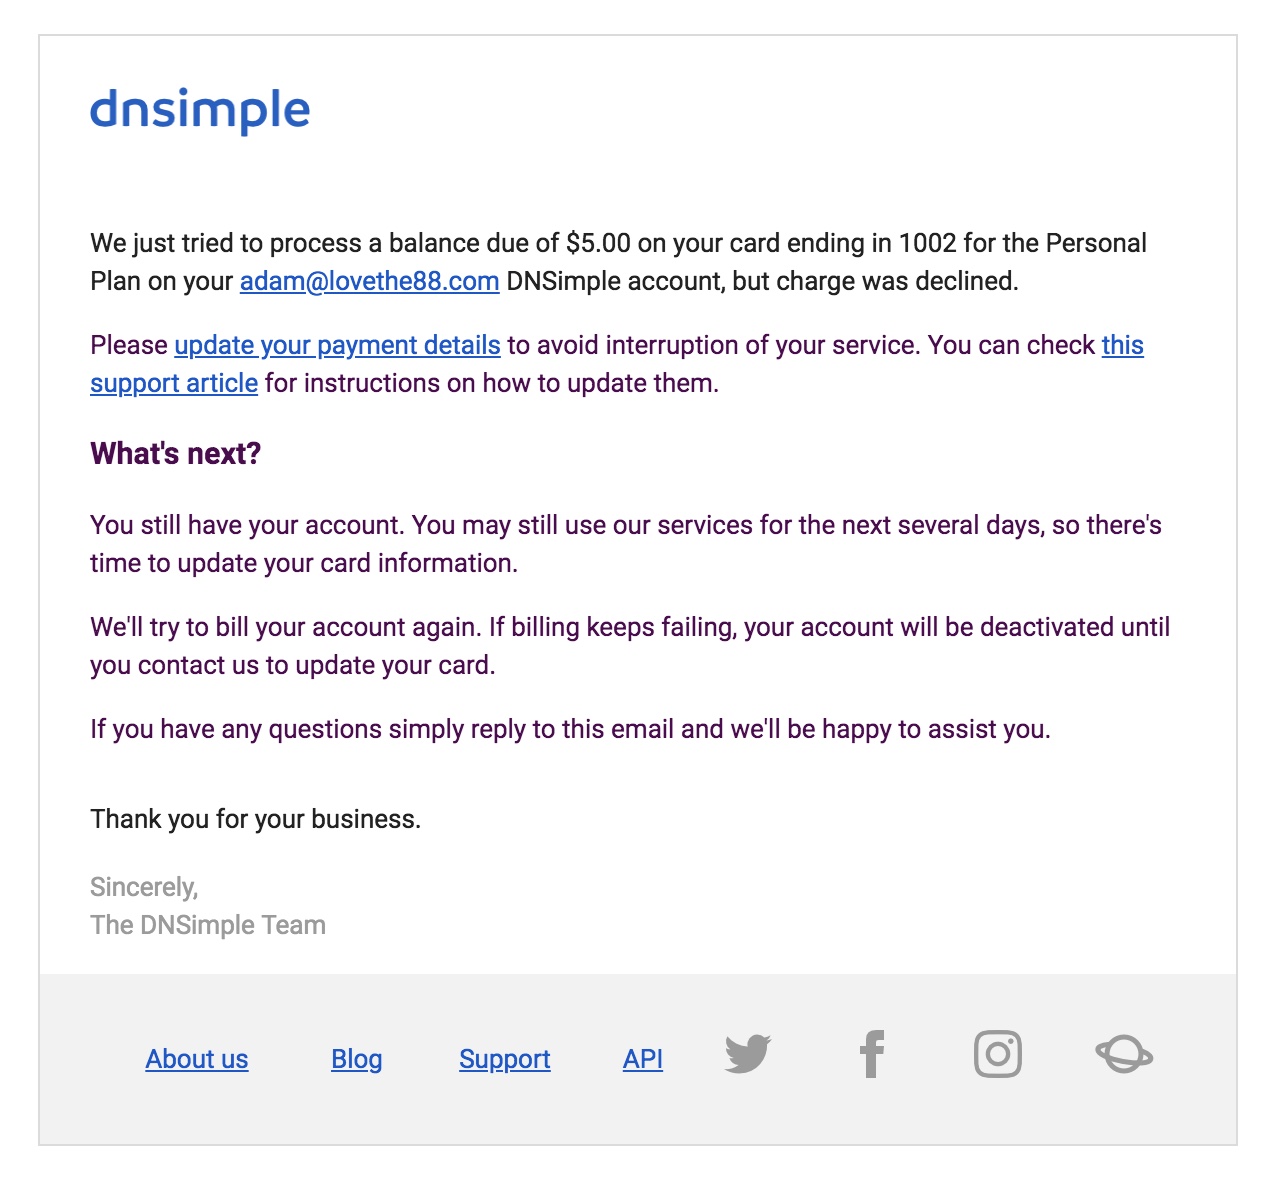 dnsimple
We just tried to process a balance due of $5.00 on your card ending in 1002 for the Personal
Plan on your adam@lovethe88.com DNSimple account, but charge was declined.
Please update your payment details to avoid interruption of your service. You can check this
support article for instructions on how to update them.
What's next?
You still have your account. You may still use our services for the next several days, so there's
time to update your card information.
We'll try to bill your account again. If billing keeps failing, your account will be deactivated until
you contact us to update your card.
If you have any questions simply reply to this email and we'll be happy to assist you.
Thank you for your business.
Sincerely,
The DNSimple Team
About us Blog Support API